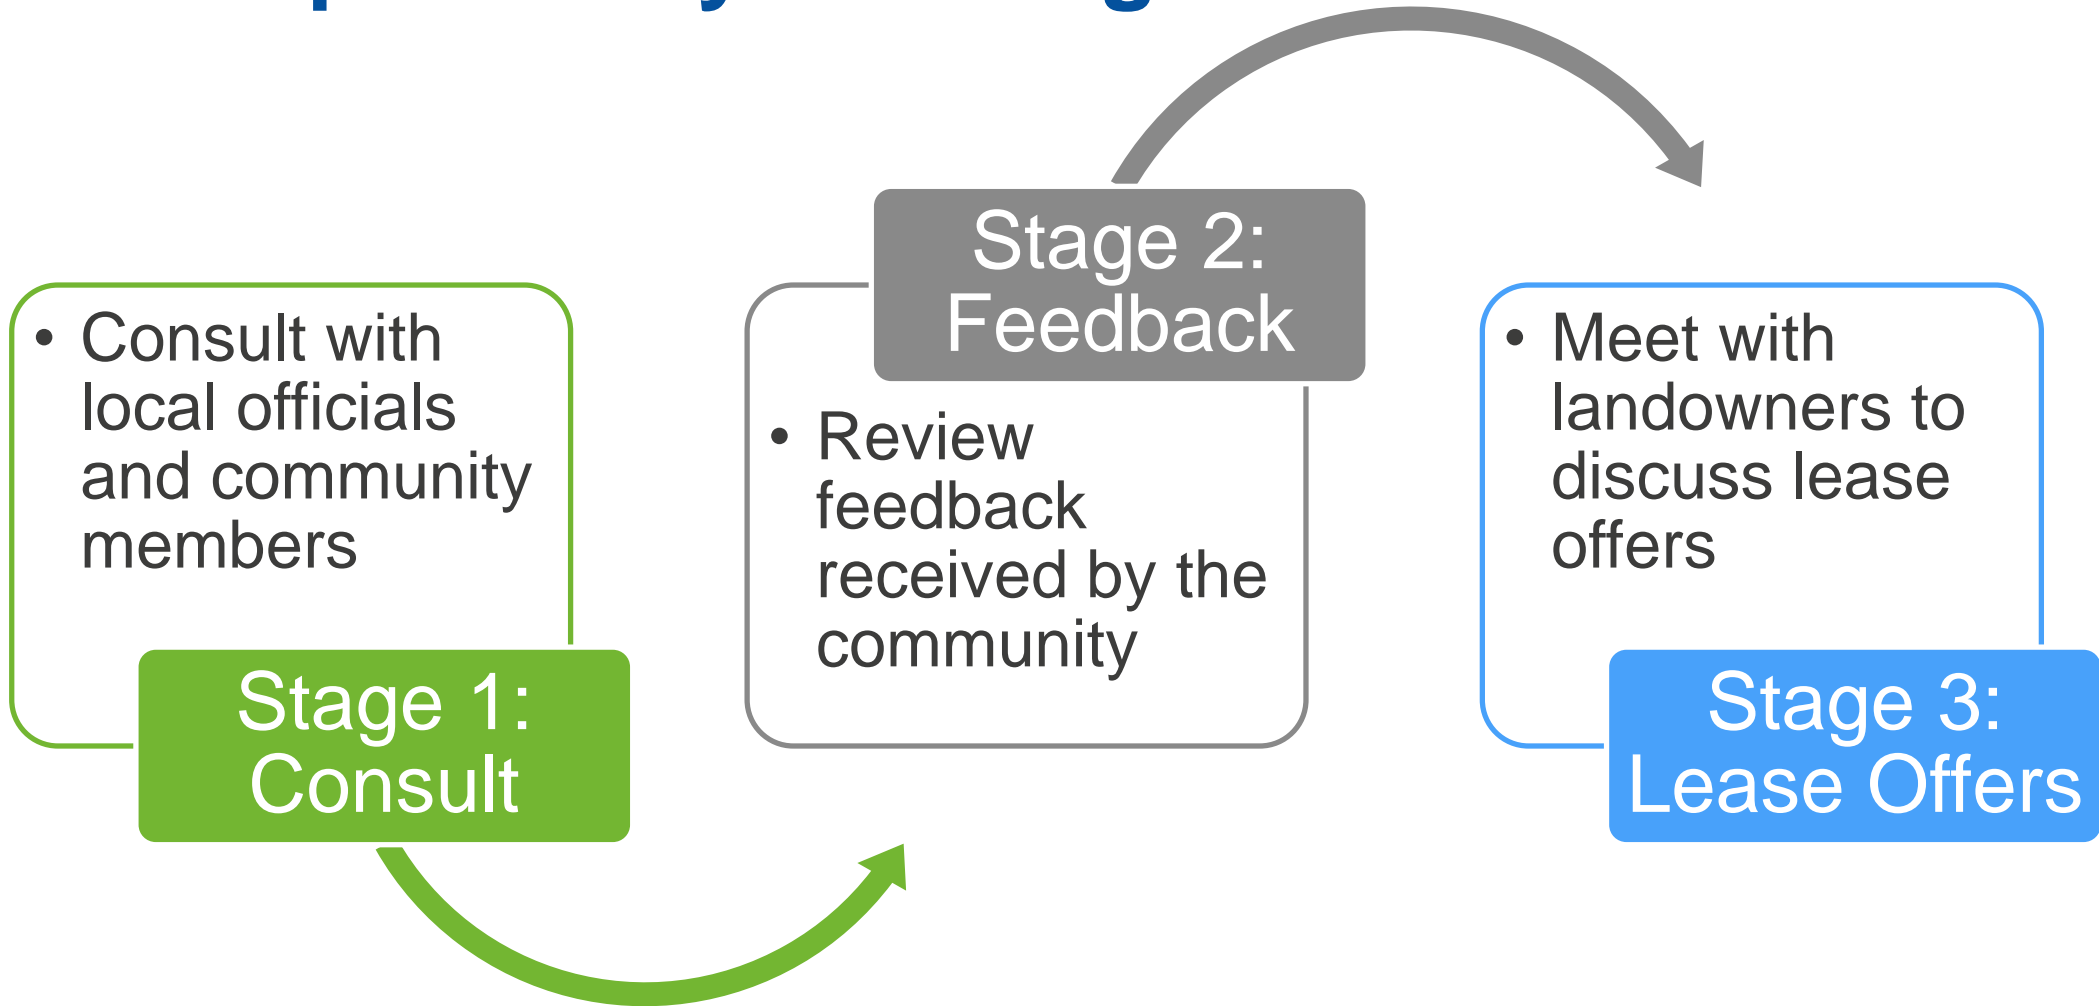 • Consult with
local officials
and community
members
Stage 1:
Consult
Stage 2:
Feedback
• Review
feedback
received by the
community
• Meet with
landowners to
discuss lease
offers
Stage 3:
Lease Offers